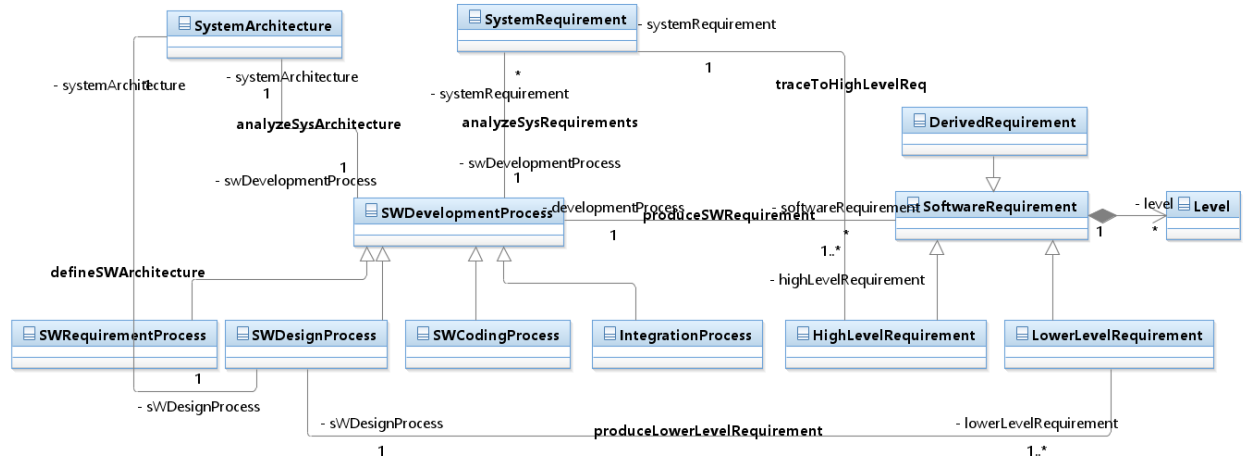 SystemArchitecture
SystemRequirement
- systemRequirement
1
traceToHighLevelReq
- systemArchitecture
1
- systemArchitecture
1
*
- systemRequirement
analyzeSysArchitecture
analyzeSysRequirements
DerivedRequirement
1
- swDevelopmentProcess
- swDevelopmentProcess
1
SWDevelopmentProcess
- developmentProcess
produceSWRequirement
- softwareRequirement
SoftwareRequirement
- level
Level
1
*
1
*
1..*
defineSWArchitecture
- highLevelRequirement
SWRequirementProcess
SWDesignProcess
SWCodingProcess
IntegrationProcess
HighLevelRequirement
LowerLevelRequirement
1
- sWDesignProcess
- sWDesignProcess
1
produceLowerLevelRequirement
- lowerLevelRequirement
1..*